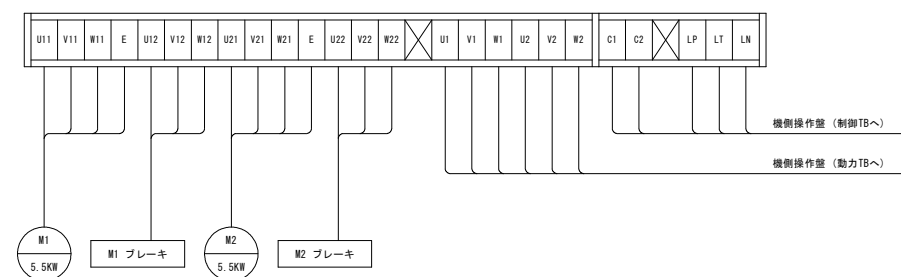 U11 V11 W11 E U12 V12 W12 U21 V21 W21 E U22 V22 W22 U1 V1 W1 U2 V2 W2 C1 C2 LP LT LN
機側操作盤 (制御TBへ)
機側操作盤 (動力TBへ)
M1 M1 ブレーキ M2 M2 ブレーキ
5.5KW 5.5KW